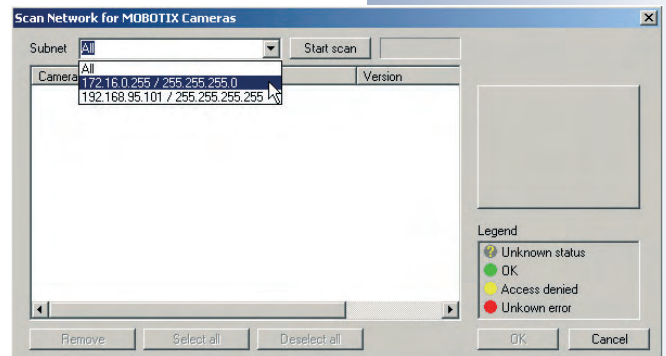 Scan Network for MOBOTIX Cameras
Subnet All Start scan
All
172.16.0.255 / 255.255.255.0
192.168.95.101 / 255.255.255.255
Camera Version
Legend
Unknown status
OK
Access denied
Unkown error
Remove Select all Deselect all OK Cancel